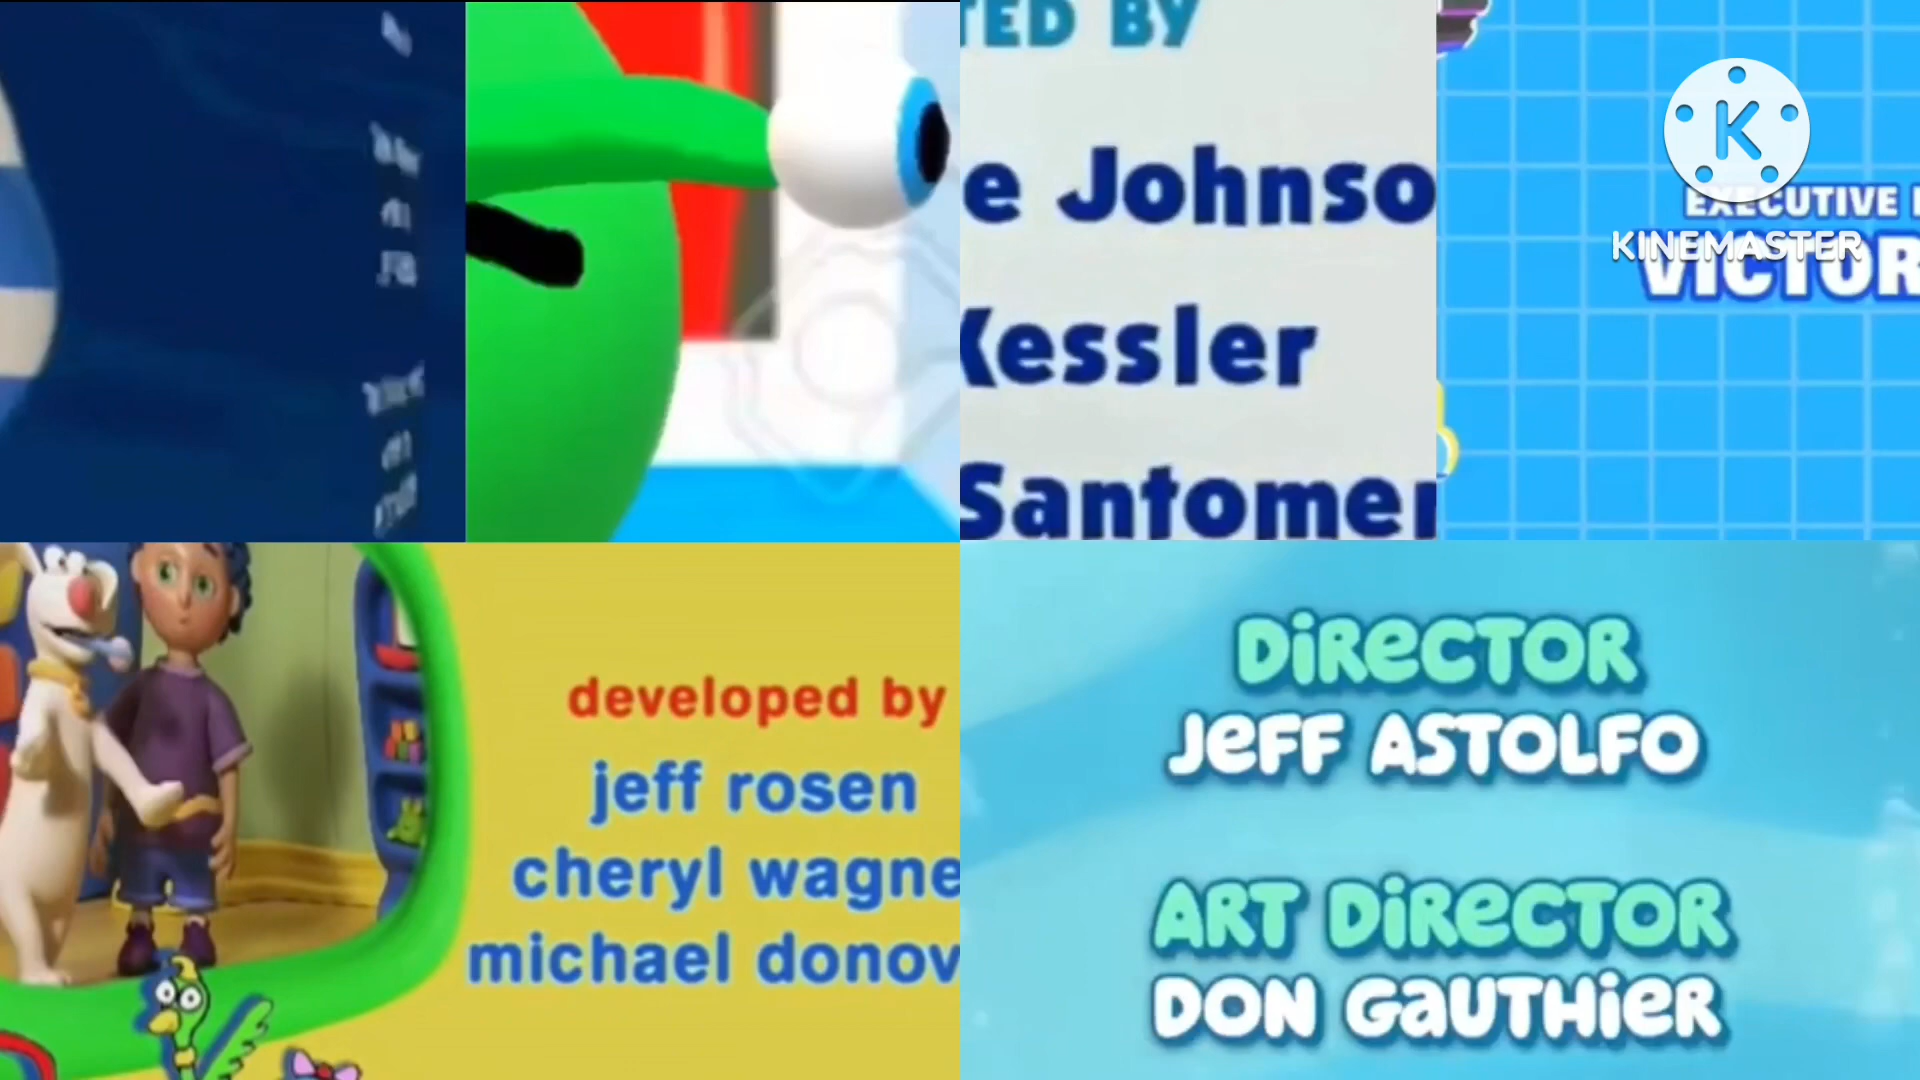 TED BY
e Johnso
Kessler
Santomer
K
EXECUTIVE
KINEMASTER
VICTOR
developed by
jeff rosen
cheryl wagne
michael donov
DIRECTOR
JEFF ASTOLFO
ART DIRECTOR
DON GAUTHIER